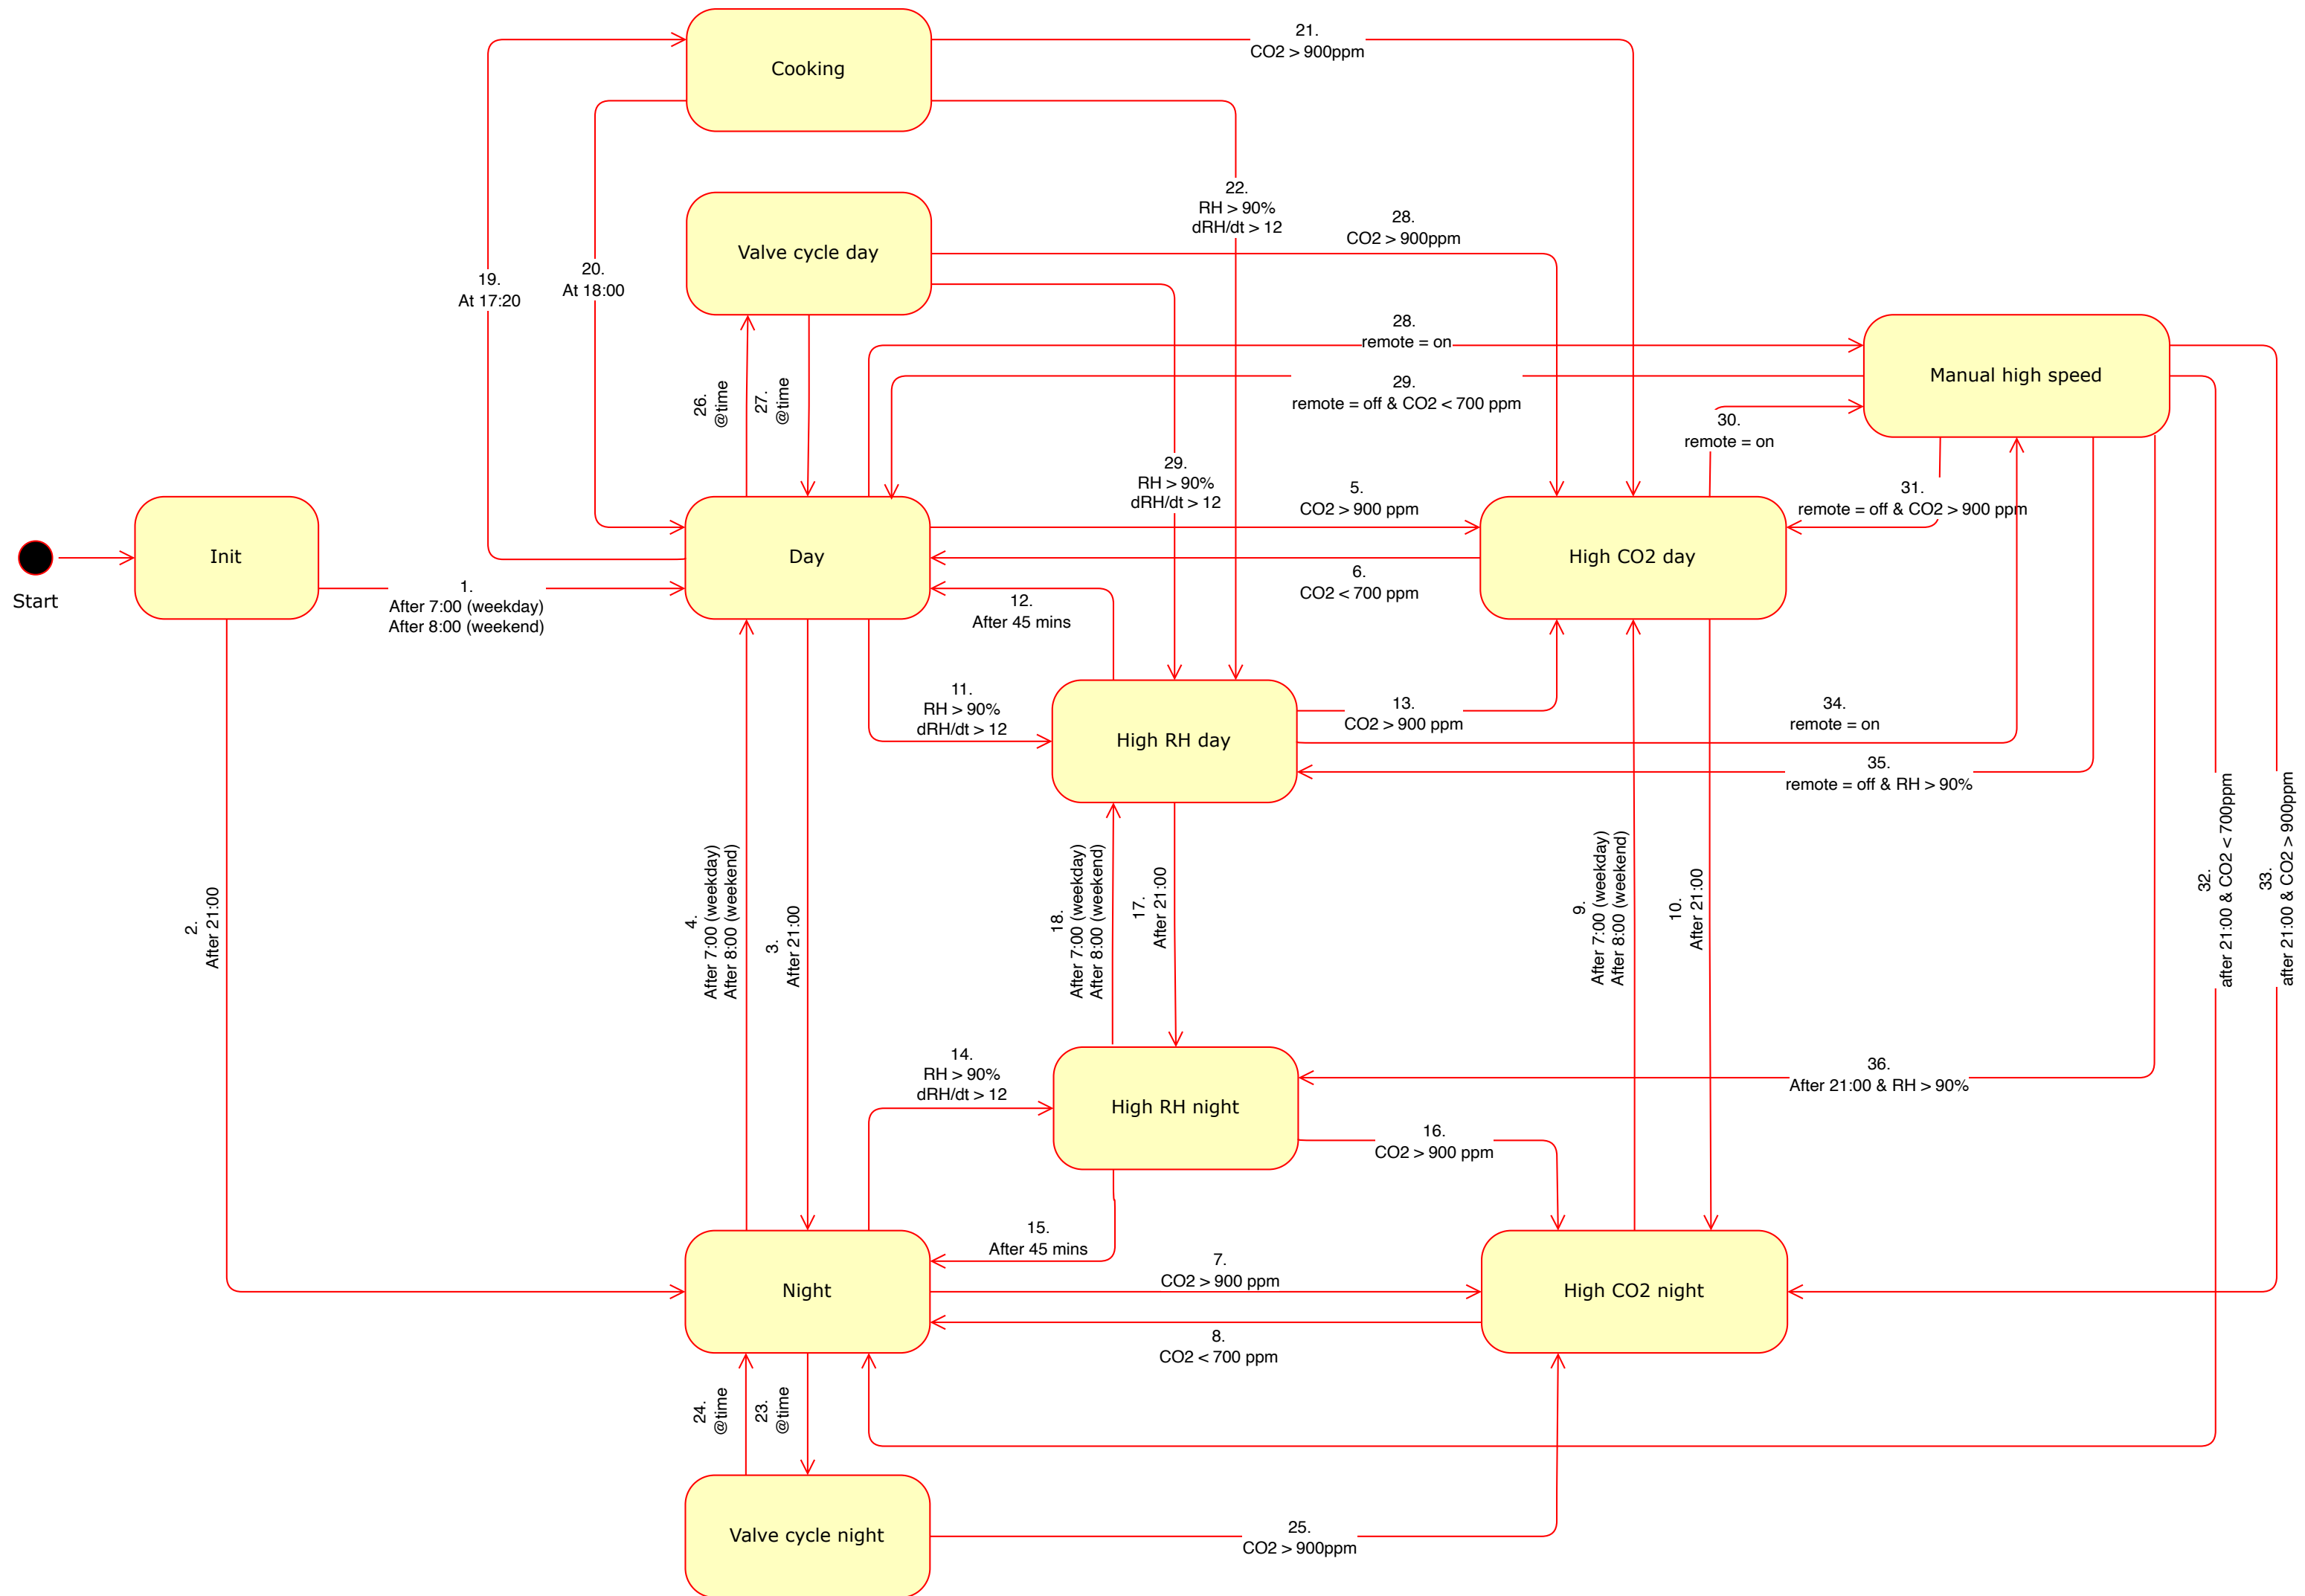 21.
CO2 > 900ppm
Cooking
22.
RH > 90%
dRH/dt > 12
28.
CO2 > 900ppm
Valve cycle day
19.
At 17:20
20.
At 18:00
28.
remote = on
Manual high speed
29.
remote = off & CO2 < 700 ppm
26.
@time
27.
@time
30.
remote = on
29.
RH > 90%
dRH/dt > 12
5.
CO2 > 900 ppm
31.
remote = off & CO2 > 900 ppm
Start
Init
Day
High CO2 day
1.
After 7:00 (weekday)
After 8:00 (weekend)
6.
CO2 < 700 ppm
12.
After 45 mins
11.
RH > 90%
dRH/dt > 12
High RH day
13.
CO2 > 900 ppm
34.
remote = on
35.
remote = off & RH > 90%
2.
After 21:00
4.
After 7:00 (weekday)
After 8:00 (weekend)
3.
After 21:00
18.
After 7:00 (weekday)
After 8:00 (weekend)
17.
After 21:00
9.
After 7:00 (weekday)
After 8:00 (weekend)
10.
After 21:00
32.
after 21:00 & CO2 < 700ppm
33.
after 21:00 & CO2 > 900ppm
14.
RH > 90%
dRH/dt > 12
High RH night
36.
After 21:00 & RH > 90%
16.
CO2 > 900 ppm
15.
After 45 mins
7.
CO2 > 900 ppm
Night
High CO2 night
8.
CO2 < 700 ppm
24.
@time
23.
@time
Valve cycle night
25.
CO2 > 900ppm